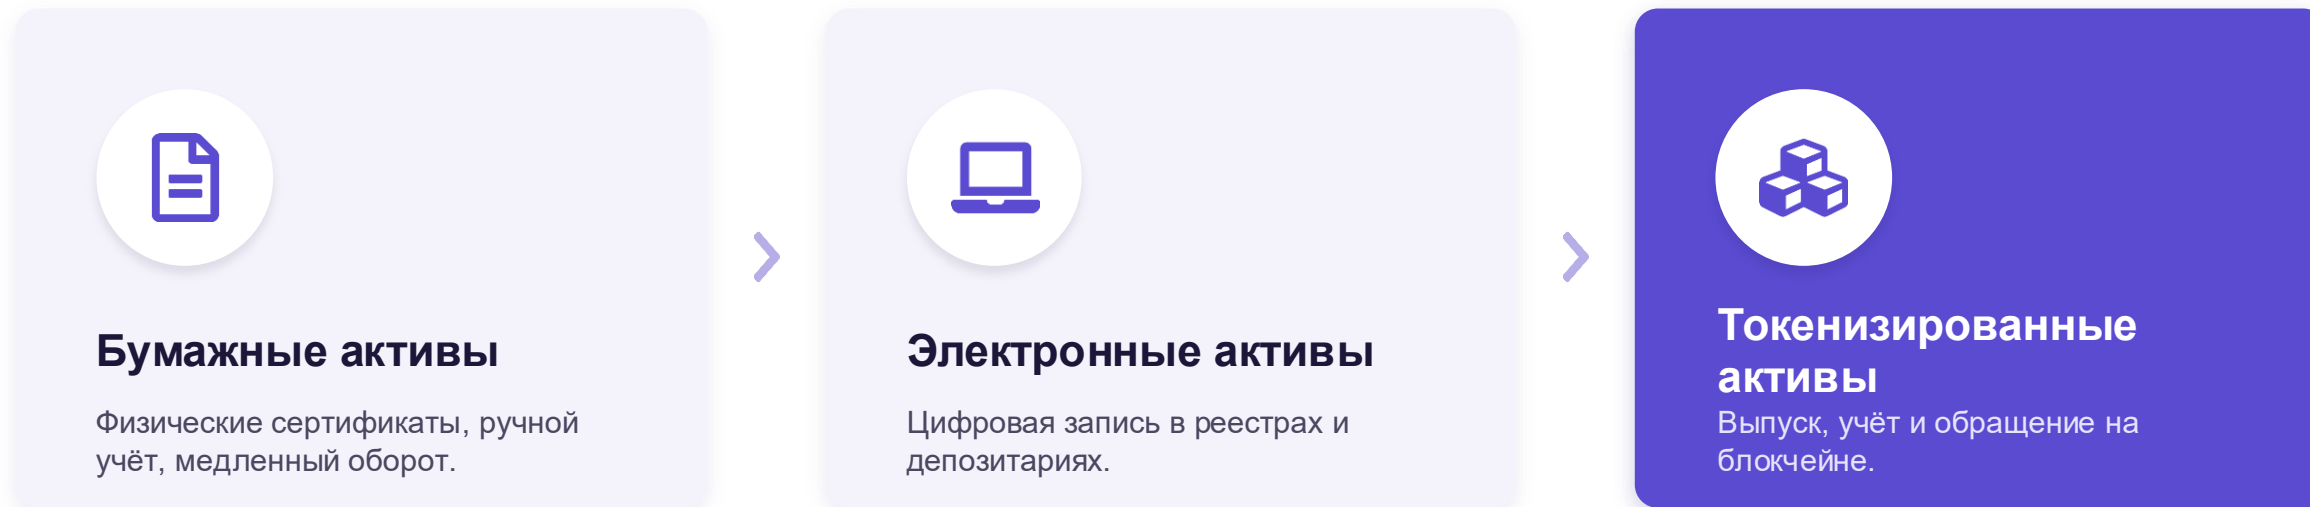 Бумажные активы
Физические сертификаты, ручной
учёт, медленный оборот.
Электронные активы
Цифровая запись в реестрах и
депозитариях.
Токенизированные
активы
Выпуск, учёт и обращение на
блокчейне.